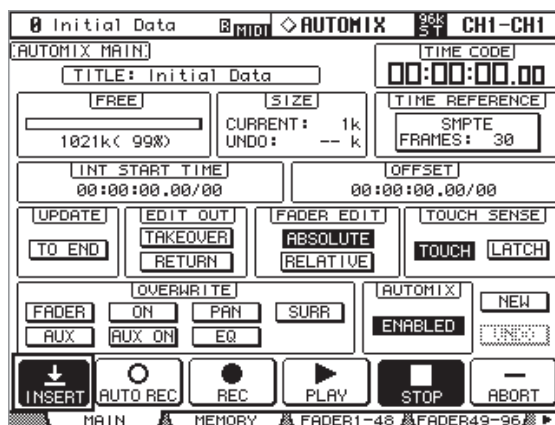 0 Initial Data B MIDI ◇AUTOMIX 96k ST CH1-CH1
AUTOMIX MAIN
TIME CODE
TITLE: Initial Data
00:00:00.00
FREE
SIZE
TIME REFERENCE
1021k( 99%)
CURRENT: 1k
UNDO: -- k
SMPTE
FRAMES: 30
INT START TIME
OFFSET
00:00:00.00/00
00:00:00.00/00
UPDATE
EDIT OUT
FADER EDIT
TOUCH SENSE
TO END
TAKEOVER
RETURN
ABSOLUTE
RELATIVE
TOUCH
LATCH
OVERWRITE
AUTOMIX
FADER ON PAN SURR
AUX AUX ON EQ
ENABLED
NEW
UNDO
INSERT AUTO REC REC PLAY STOP ABORT
MAIN MEMORY FADER1-48 FADER49-96